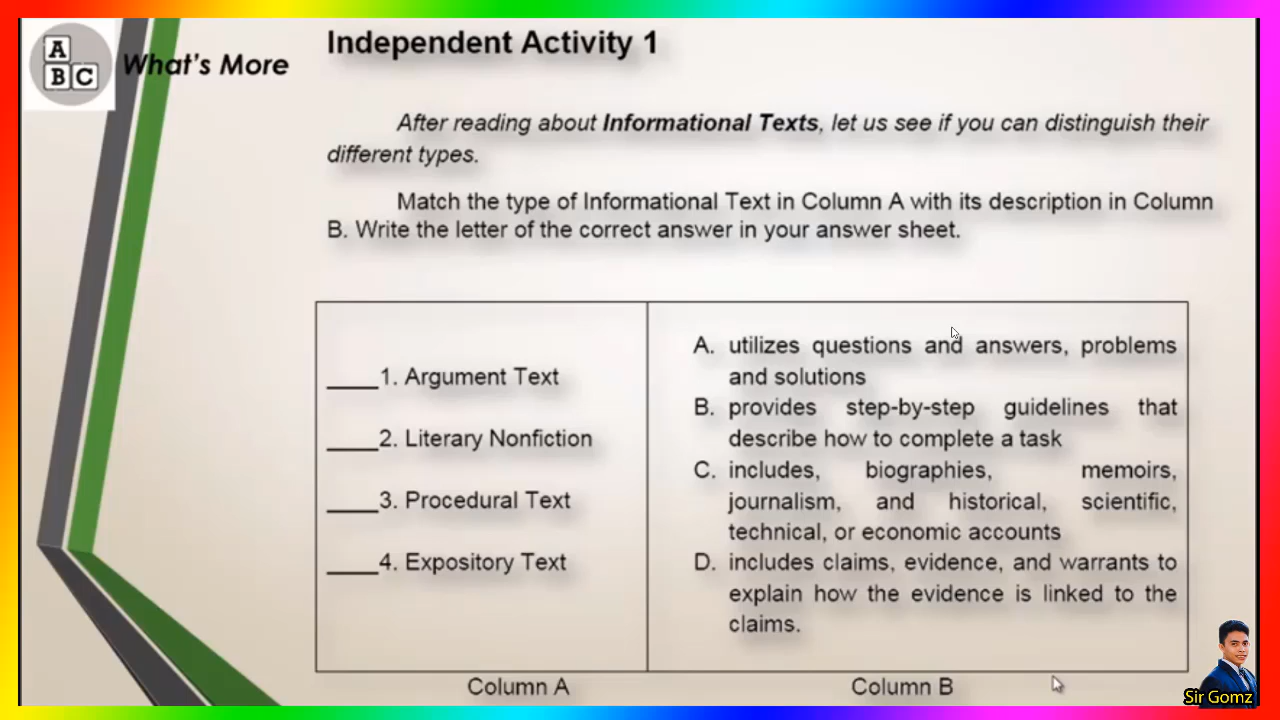 A
B C
What's More
Independent Activity 1
After reading about Informational Texts, let us see if you can distinguish their
different types.
Match the type of Informational Text in Column A with its description in Column
B. Write the letter of the correct answer in your answer sheet.
____1. Argument Text
____2. Literary Nonfiction
____3. Procedural Text
____4. Expository Text
A. utilizes questions and answers, problems
and solutions
B. provides step-by-step guidelines that
describe how to complete a task
C. includes, biographies, memoirs,
journalism, and historical, scientific,
technical, or economic accounts
D. includes claims, evidence, and warrants to
explain how the evidence is linked to the
claims.
Column A
Column B
Sir Gomz